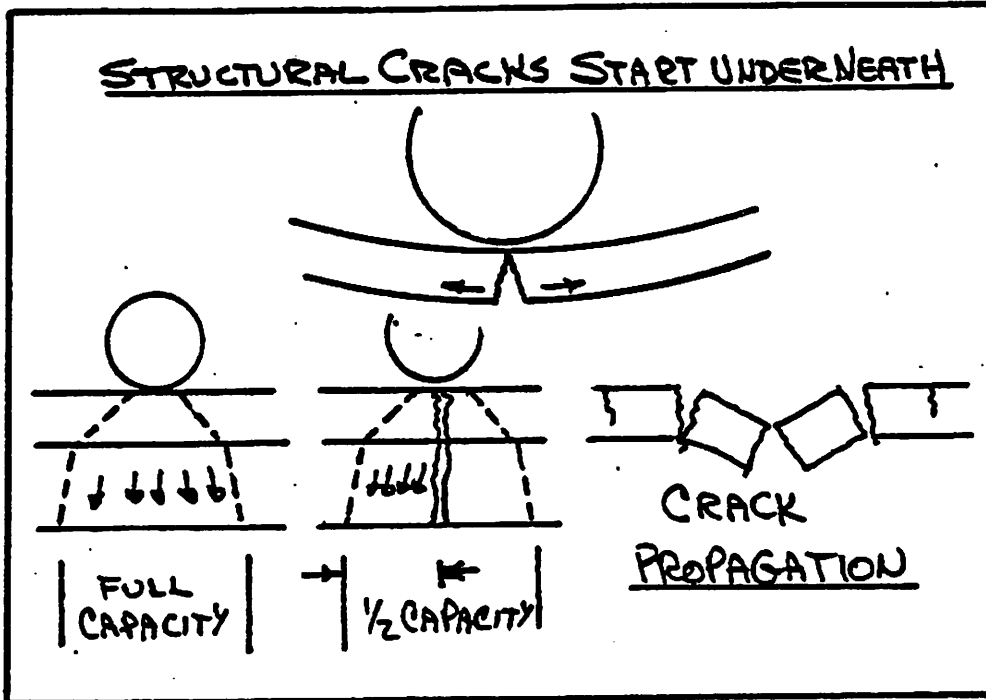 STRUCTURAL CRACKS START UNDERNEATH
FULL
CAPACITY
1/2 CAPACITY
CRACK
PROPAGATION